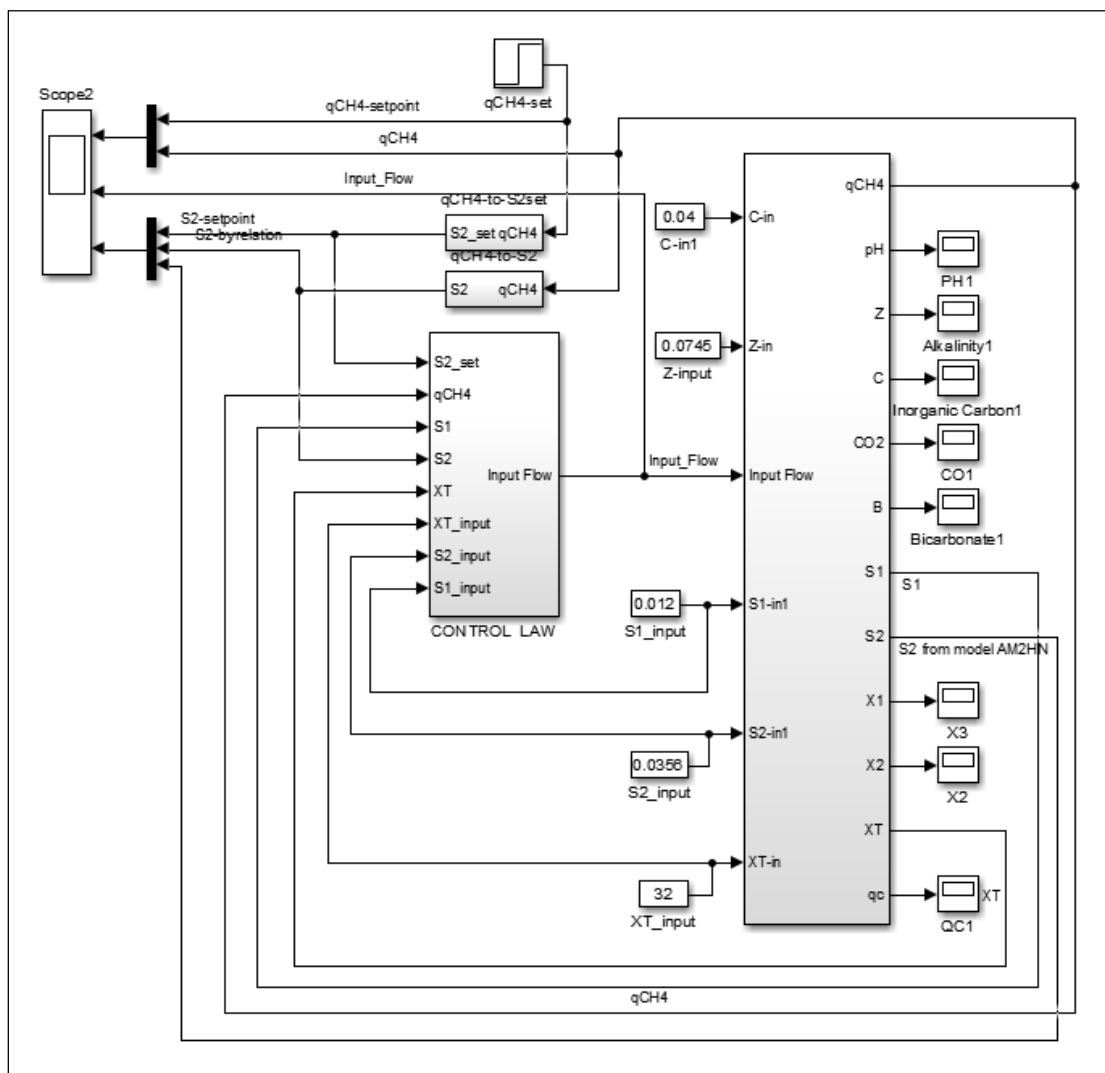 Scope2
qCH4-set
qCH4-setpoint
qCH4
Input_Flow
S2-setpoint
S2-byrelation
qCH4-to-S2set
S2_set qCH4
qCH4-to-S2
S2 qCH4
S2_set
qCH4
S1
S2
XT
XT_input
S2_input
S1_input
Input Flow
CONTROL LAW
Input_Flow
0.04
C-in1
0.0745
Z-input
0.012
S1_input
0.0356
S2_input
32
XT_input
C-in
Z-in
Input Flow
S1-in1
S2-in1
XT-in
qCH4
pH
Z
C
CO2
B
S1
S2
X1
X2
XT
qc
PH1
Alkalinity1
Inorganic Carbon1
CO1
Bicarbonate1
S1
S2 from model AM2HN
X3
X2
XT
QC1
qCH4